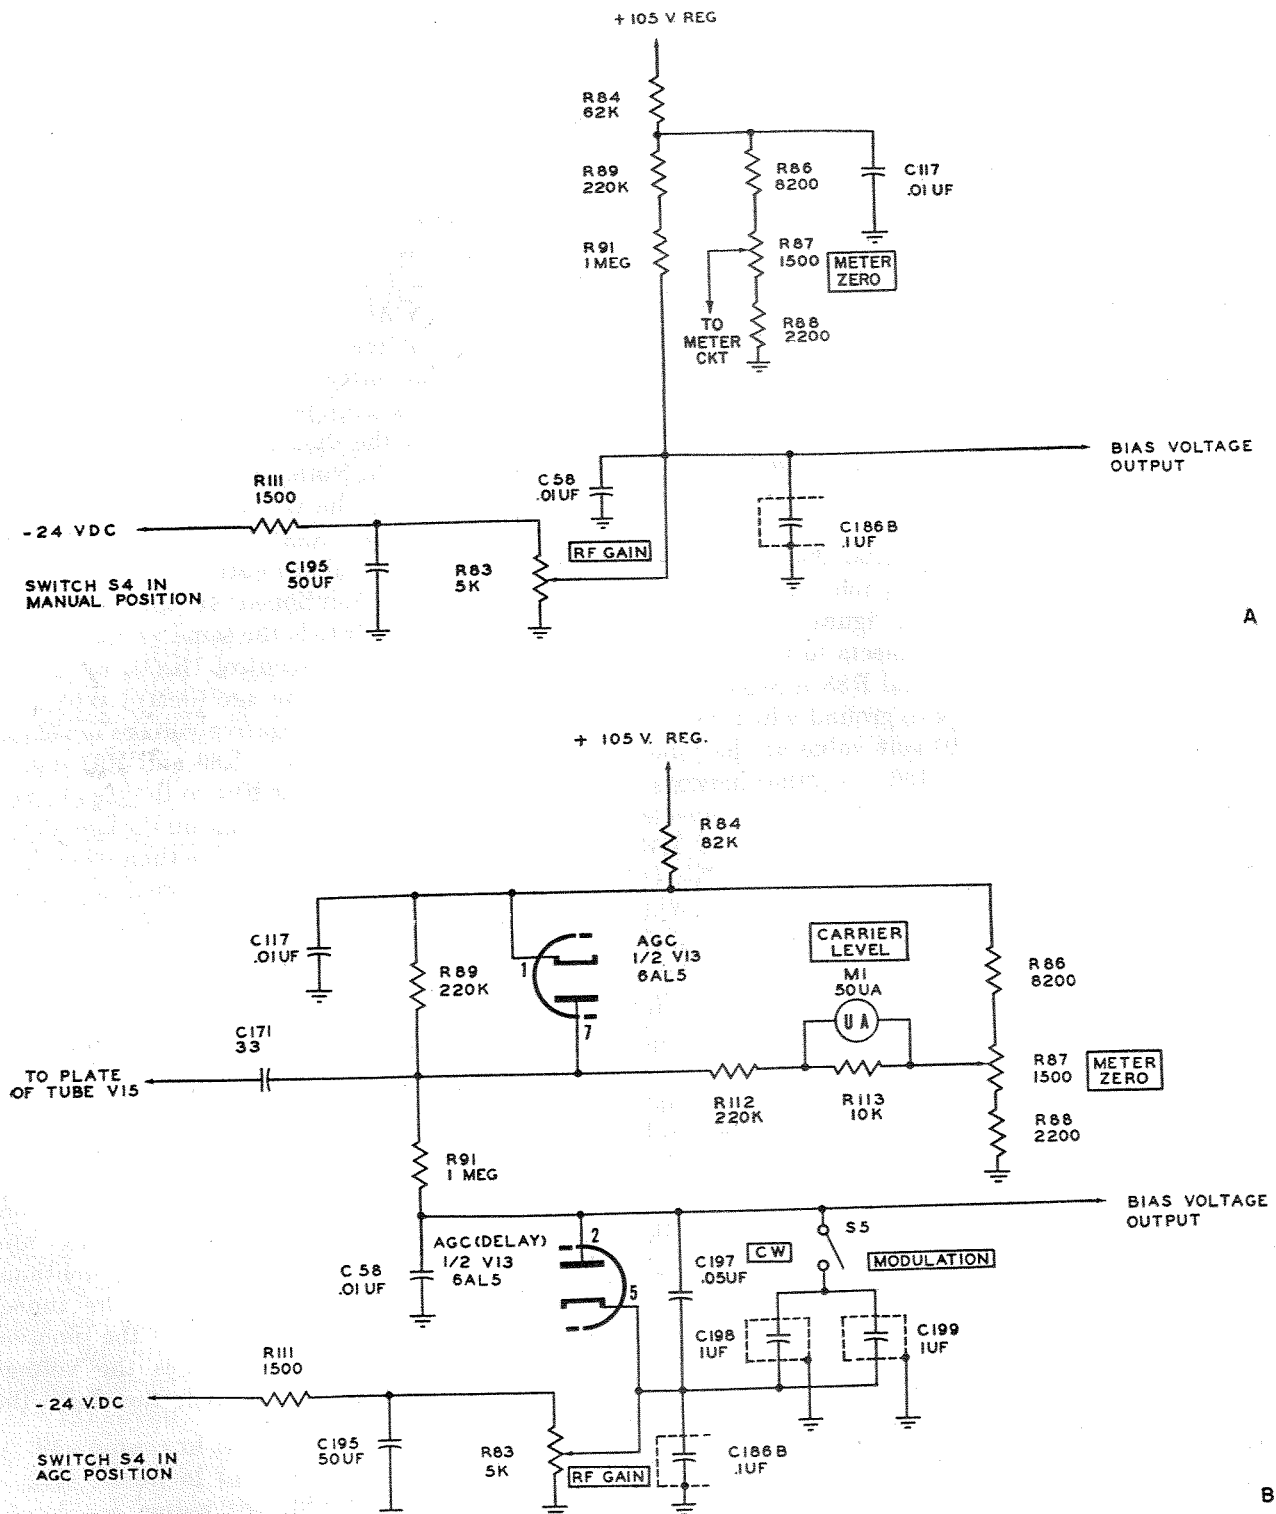 + 105 V. REG
R84
62K
R89
220K
R86
8200
C117
.01UF
R91
1MEG
R87
1500
METER
ZERO
TO
METER
CKT
R88
2200
BIAS VOLTAGE
OUTPUT
C58
.01UF
R111
1500
-24 VDC
C186B
.1UF
RF GAIN
C195
50UF
R83
5K
SWITCH S4 IN
MANUAL POSITION
A
+ 105 V. REG.
R84
82K
C117
.01UF
AGC
1/2 V13
6AL5
CARRIER
LEVEL
R89
220K
1
M1
50UA
UA
R86
8200
7
C171
33
TO PLATE
OF TUBE V15
R87
1500
METER
ZERO
R112
220K
R113
10K
R88
2200
R91
1 MEG
BIAS VOLTAGE
OUTPUT
AGC (DELAY)
1/2 V13
6AL5
2
S5
CW
MODULATION
C58
.01UF
5
C197
.05UF
C198
1UF
C199
1UF
R111
1500
-24 V.DC
C195
50UF
R83
5K
RF GAIN
C186B
.1UF
SWITCH S4 IN
AGC POSITION
B